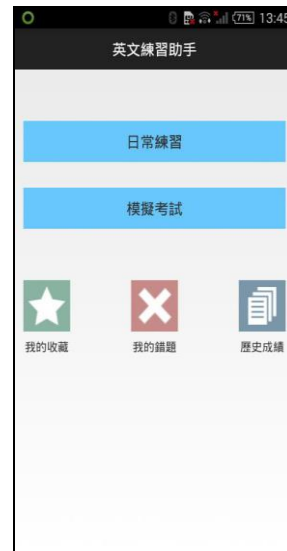 71% 13:45
英文練習助手
日常練習
模擬考試
我的收藏 我的錯題 歷史成績